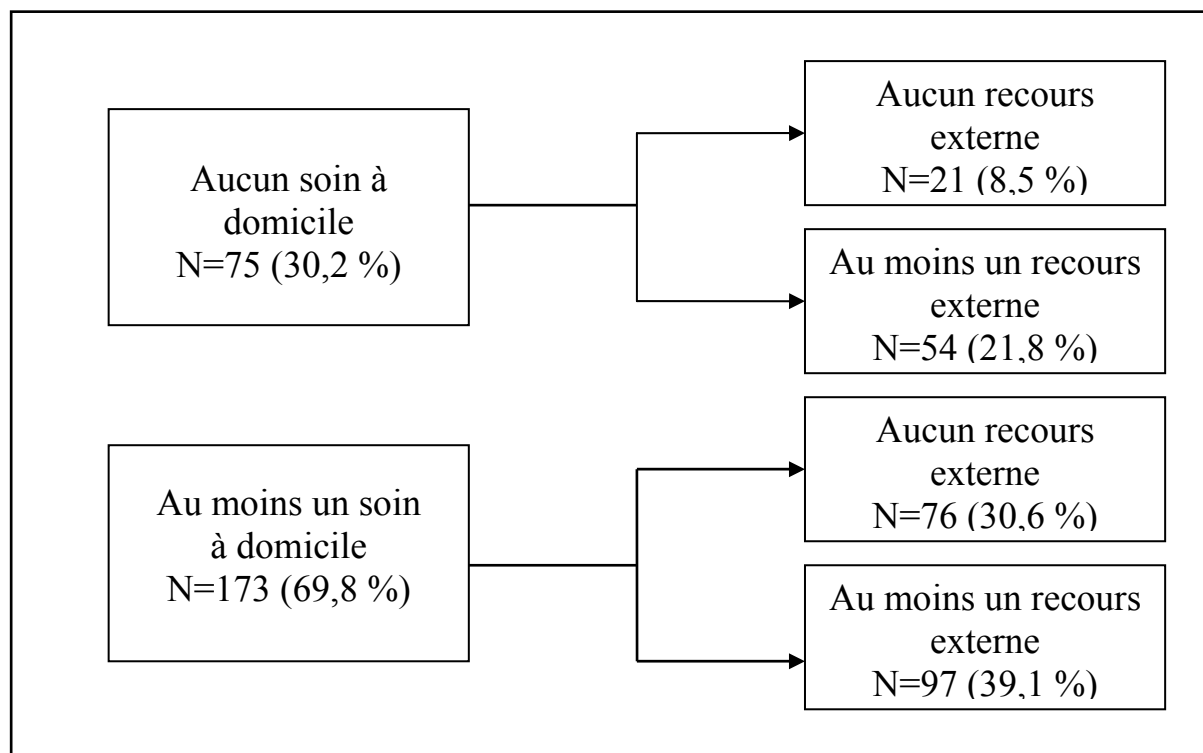 Aucun soin à
domicile
N=75 (30,2 %)
Aucun recours
externe
N=21 (8,5 %)
Au moins un recours
externe
N=54 (21,8 %)
Au moins un soin
à domicile
N=173 (69,8 %)
Aucun recours
externe
N=76 (30,6 %)
Au moins un recours
externe
N=97 (39,1 %)